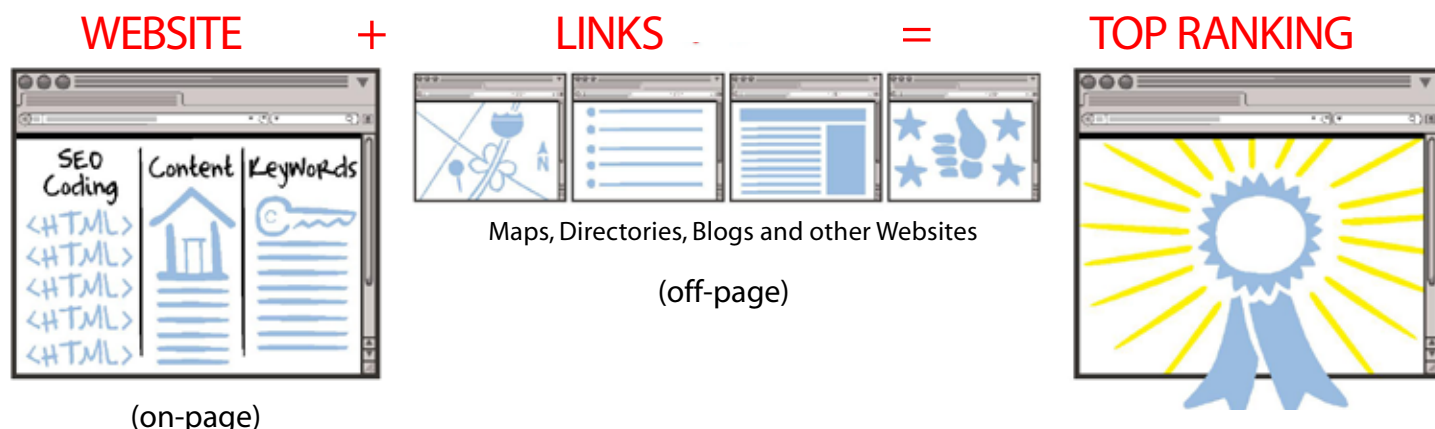 WEBSITE + LINKS = TOP RANKING
SEO Coding
Content
KeyWords
<HTML>
<HTML>
<HTML>
<HTML>
<HTML>
N
Maps, Directories, Blogs and other Websites
(off-page)
(on-page)